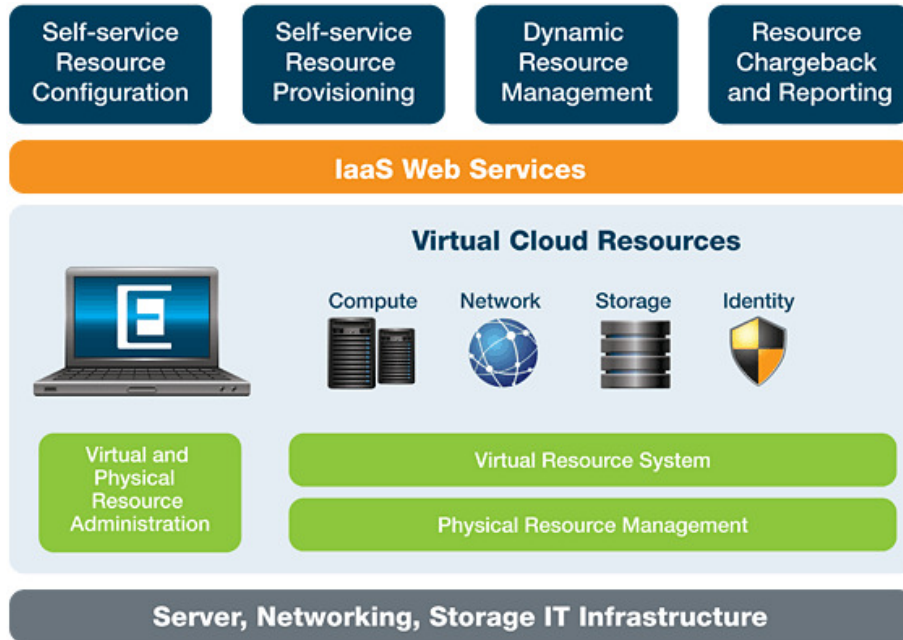 Self-service
Resource
Configuration
Self-service
Resource
Provisioning
Dynamic
Resource
Management
Resource
Chargeback
and Reporting
IaaS Web Services
Virtual Cloud Resources
Compute
Network
Storage
Identity
E
Virtual and
Physical
Resource
Administration
Virtual Resource System
Physical Resource Management
Server, Networking, Storage IT Infrastructure